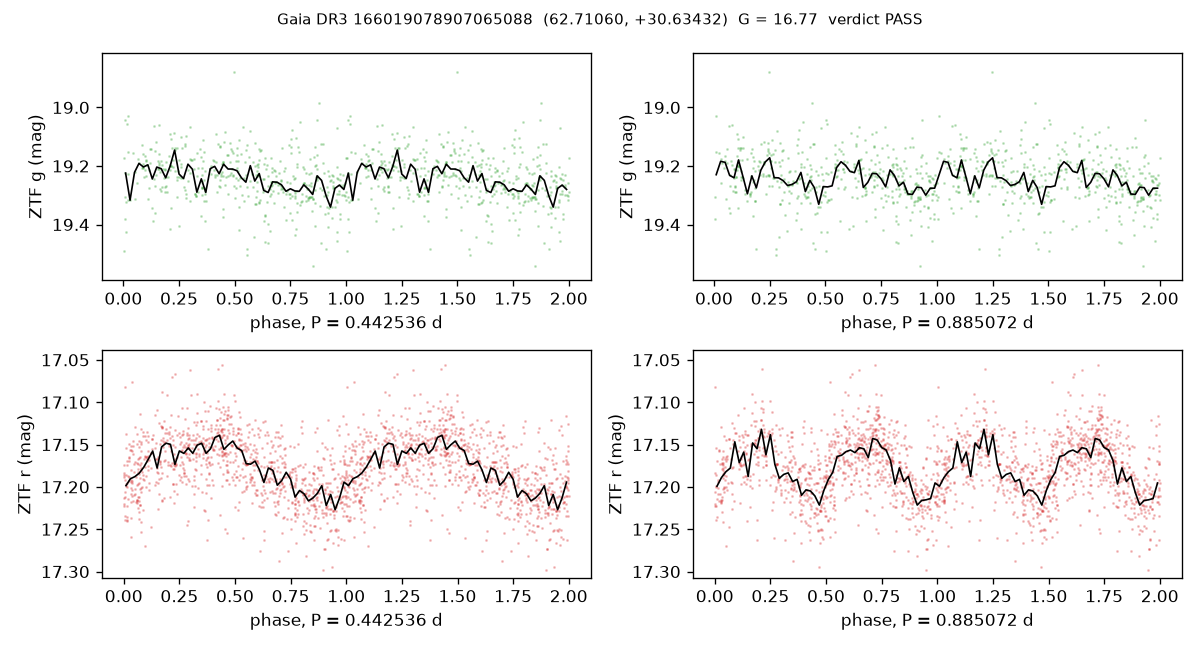 Gaia DR3 166019078907065088 (62.71060, +30.63432) G = 16.77 verdict PASS
ZTF g (mag)
19.0
19.2
19.4
0.00 0.25 0.50 0.75 1.00 1.25 1.50 1.75 2.00
phase, P = 0.442536 d
ZTF g (mag)
19.0
19.2
19.4
0.00 0.25 0.50 0.75 1.00 1.25 1.50 1.75 2.00
phase, P = 0.885072 d
ZTF r (mag)
17.05
17.10
17.15
17.20
17.25
17.30
0.00 0.25 0.50 0.75 1.00 1.25 1.50 1.75 2.00
phase, P = 0.442536 d
ZTF r (mag)
17.05
17.10
17.15
17.20
17.25
17.30
0.00 0.25 0.50 0.75 1.00 1.25 1.50 1.75 2.00
phase, P = 0.885072 d